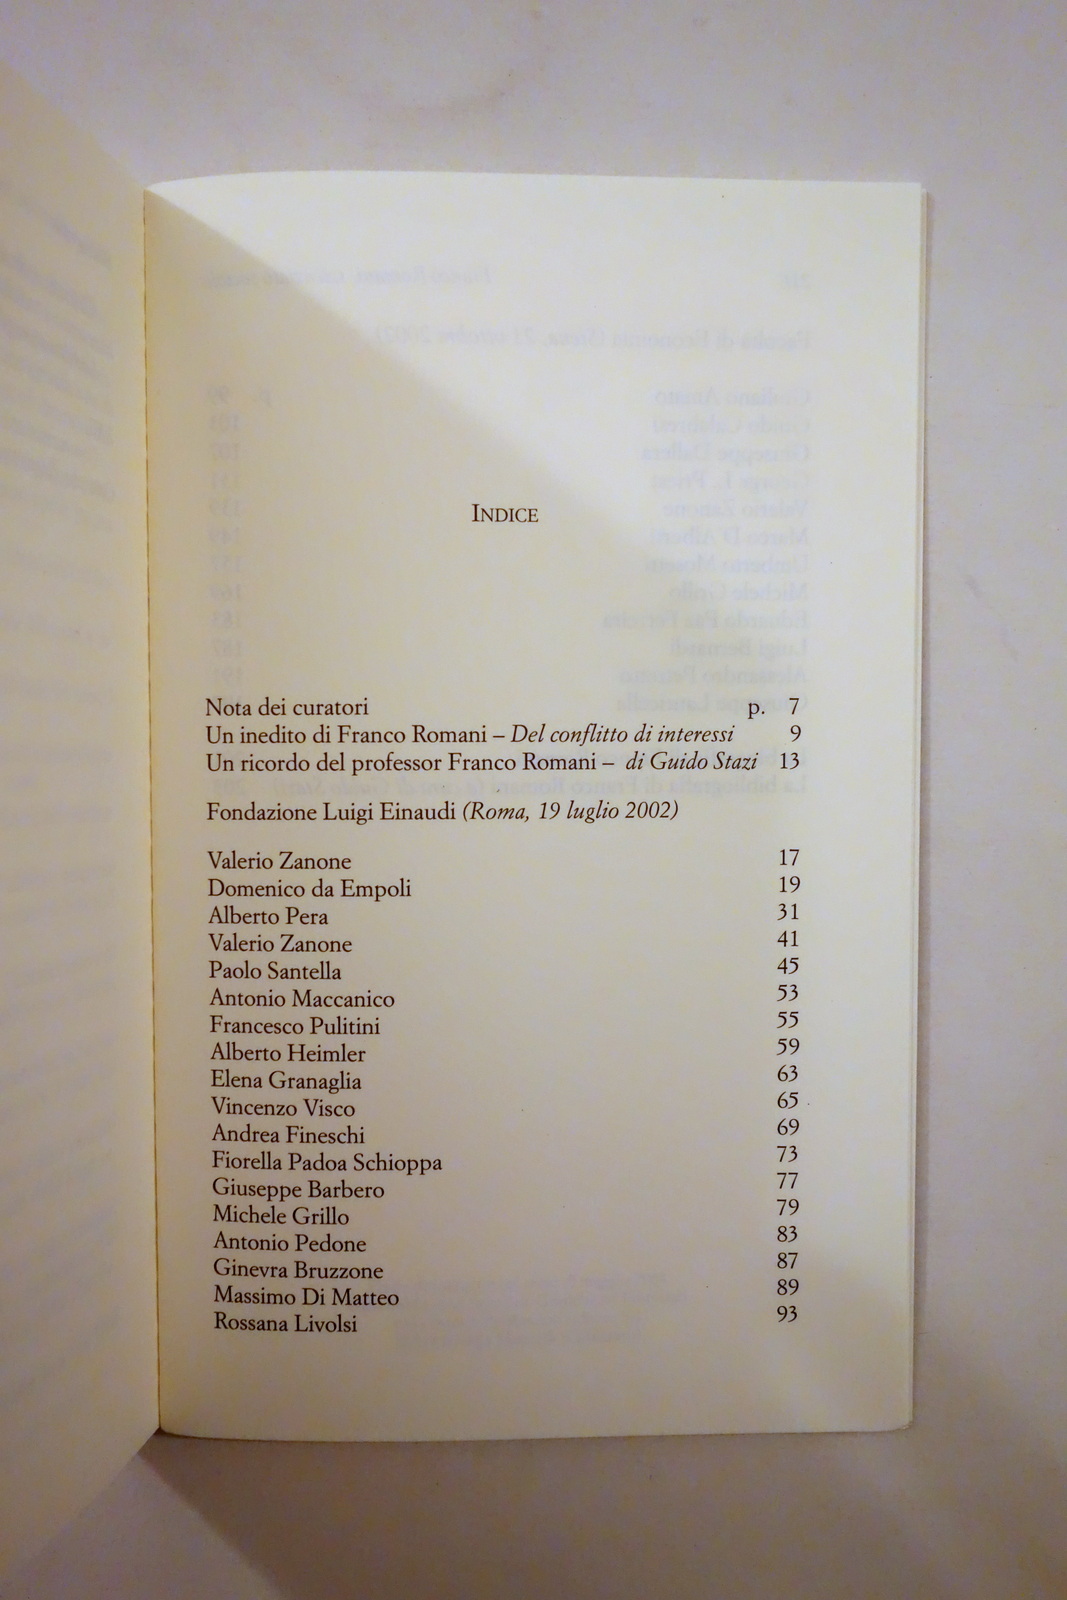 INDICE
Nota dei curatori p. 7
Un inedito di Franco Romani – Del conflitto di interessi 9
Un ricordo del professor Franco Romani – di Guido Stazi 13
Fondazione Luigi Einaudi (Roma, 19 luglio 2002)
Valerio Zanone 17
Domenico da Empoli 19
Alberto Pera 31
Valerio Zanone 41
Paolo Santella 45
Antonio Maccanico 53
Francesco Pulitini 55
Alberto Heimler 59
Elena Granaglia 63
Vincenzo Visco 65
Andrea Fineschi 69
Fiorella Padoa Schioppa 73
Giuseppe Barbero 77
Michele Grillo 79
Antonio Pedone 83
Ginevra Bruzzone 87
Massimo Di Matteo 89
Rossana Livolsi 93